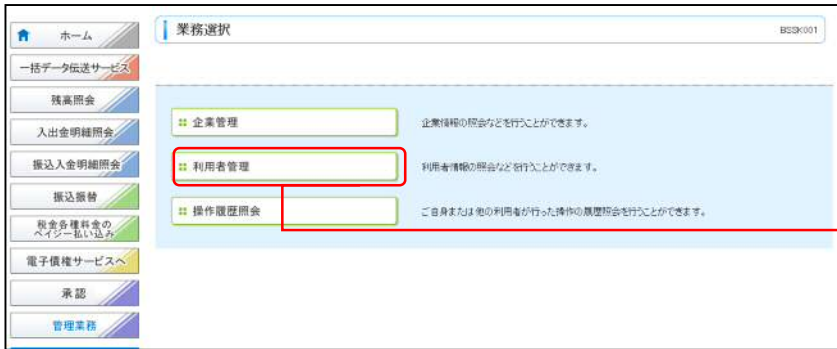 業務選択
BSSK001
ホーム
一括データ伝送サービス
残高照会
入出金明細照会
振込入金明細照会
振込振替
税金各種料金の
ペイジー払い込み
電子債権サービスへ
承認
管理業務
企業管理
企業情報の照会などを行うことができます。
利用者管理
利用者情報の照会などを行うことができます。
操作履歴照会
ご自身または他の利用者が行った操作の履歴照会を行うことができます。